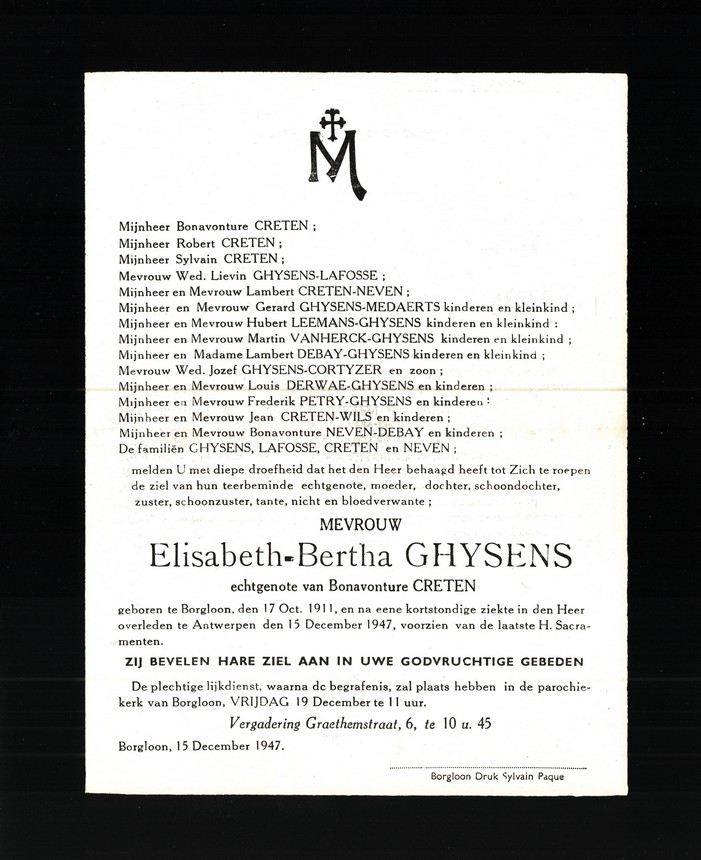 M
Mijnheer Bonavonture CRETEN ;
Mijnheer Robert CRETEN ;
Mijnheer Sylvain CRETEN ;
Mevrouw Wed. Lievin GHYSENS-LAFOSSE ;
Mijnheer en Mevrouw Lambert CRETEN-NEVEN ;
Mijnheer en Mevrouw Gerard GHYSENS-MEDAERTS kinderen en kleinkind ;
Mijnheer en Mevrouw Hubert LEEMANS-GHYSENS kinderen en kleinkind :
Mijnheer en Mevrouw Martin VANHERCK-GHYSENS kinderen en kleinkind ;
Mijnheer en Madame Lambert DEBAY-GHYSENS kinderen en kleinkind ;
Mevrouw Wed. Jozef GHYSENS-CORTYZER en zoon ;
Mijnheer en Mevrouw Louis DERWAE-GHYSENS en kinderen ;
Mijnheer en Mevrouw Frederik PETRY-GHYSENS en kinderen :
Mijnheer en Mevrouw Jean CRETEN-WILS en kinderen ;
Mijnheer en Mevrouw Bonavonture NEVEN-DEBAY en kinderen ;
De familiën GHYSENS, LAFOSSE, CRETEN en NEVEN ;
melden U met diepe droefheid dat het den Heer behaagd heeft tot Zich te roepen
de ziel van hun teerbeminde echtgenote, moeder, dochter, schoondochter,
zuster, schoonzuster, tante, nicht en bloedverwante ;
MEVROUW
Elisabeth-Bertha GHYSENS
echtgenote van Bonavonture CRETEN
geboren te Borgloon, den 17 Oct. 1911, en na eene kortstondige ziekte in den Heer
overleden te Antwerpen den 15 December 1947, voorzien van de laatste H. Sacra-
menten.
ZIJ BEVELEN HARE ZIEL AAN IN UWE GODVRUCHTIGE GEBEDEN
De plechtige lijkdienst, waarna de begrafenis, zal plaats hebben in de parochie-
kerk van Borgloon, VRIJDAG 19 December te 11 uur.
Vergadering Graethemstraat, 6, te 10 u. 45
Borgloon, 15 December 1947.
Borgloon Druk Sylvain Paque